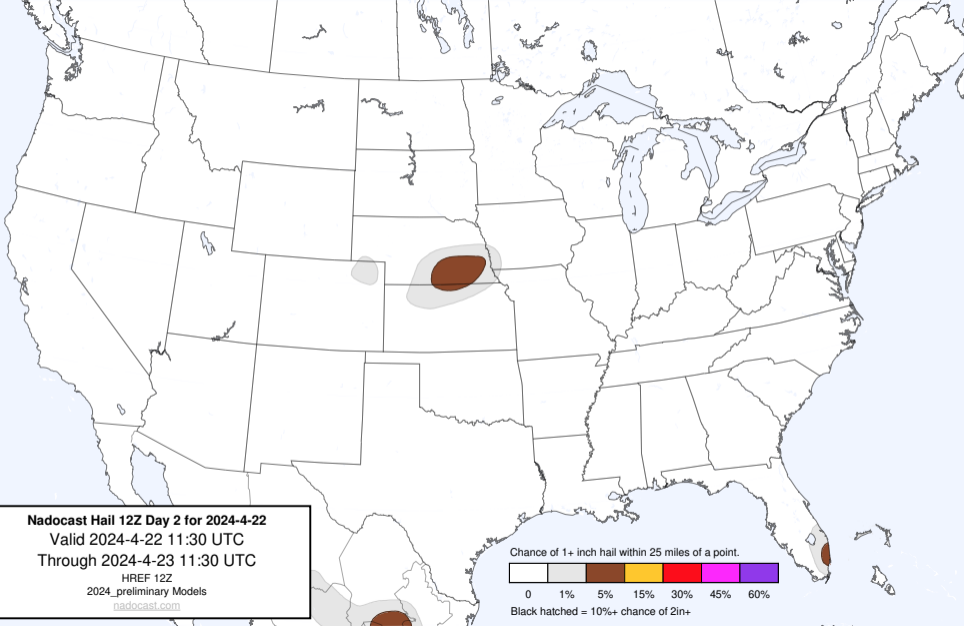 Nadocast Hail 12Z Day 2 for 2024-4-22
Valid 2024-4-22 11:30 UTC
Through 2024-4-23 11:30 UTC
HREF 12Z
2024_preliminary Models
nadocast.com
Chance of 1+ inch hail within 25 miles of a point.
0 1% 5% 15% 30% 45% 60%
Black hatched = 10%+ chance of 2in+